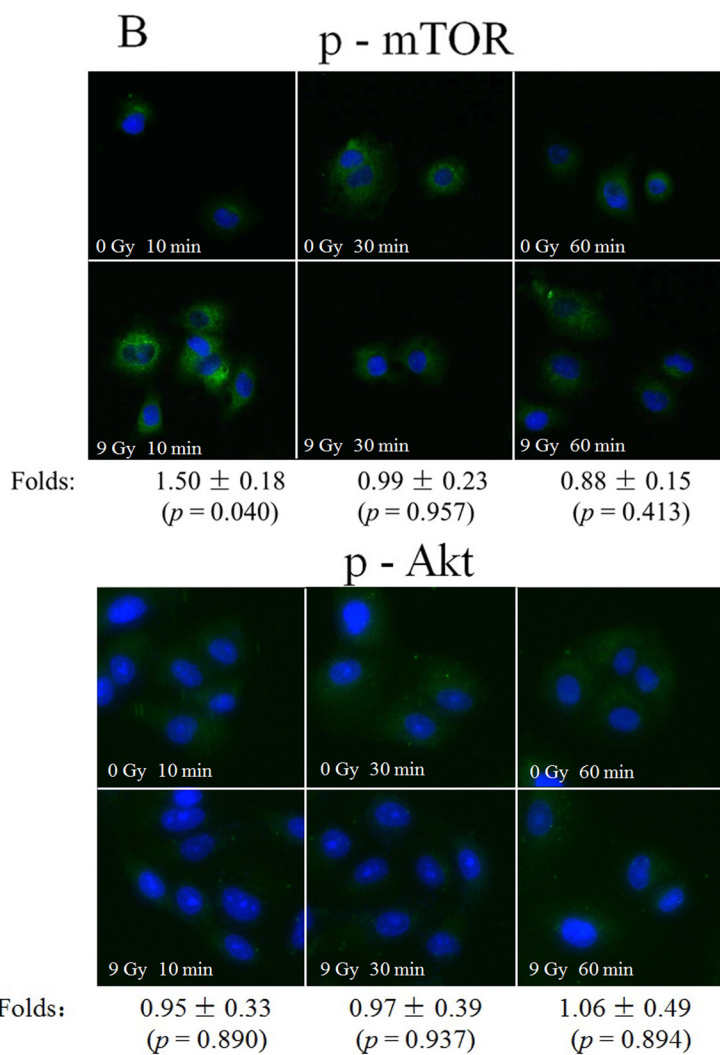 B
p - mTOR
0 Gy 10 min
0 Gy 30 min
0 Gy 60 min
9 Gy 10 min
9 Gy 30 min
9 Gy 60 min
Folds: 1.50 ± 0.18 0.99 ± 0.23 0.88 ± 0.15
(p = 0.040) (p = 0.957) (p = 0.413)
p - Akt
0 Gy 10 min
0 Gy 30 min
0 Gy 60 min
9 Gy 10 min
9 Gy 30 min
9 Gy 60 min
Folds: 0.95 ± 0.33 0.97 ± 0.39 1.06 ± 0.49
(p = 0.890) (p = 0.937) (p = 0.894)